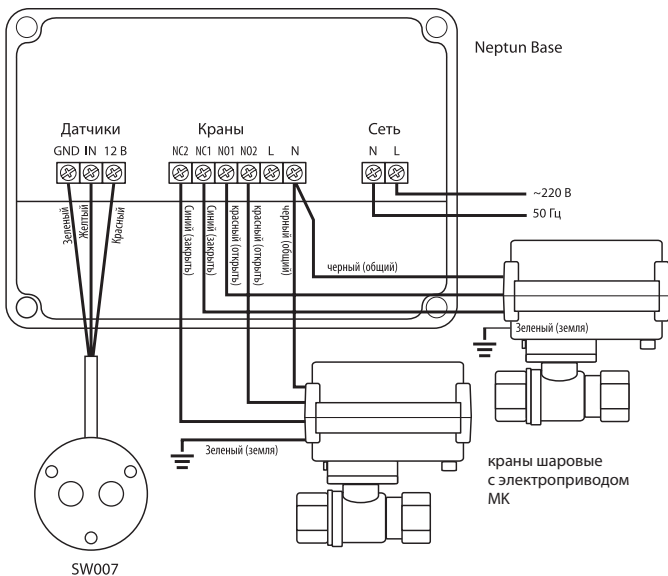 Neptun Base
Датчики
Краны
Сеть
GND IN 12 В
NC2 NC1 NO1 NO2 L N
N L
~220 В
50 Гц
Зеленый
Желтый
Красный
Синий (закрыть)
Синий (закрыть)
красный (открыть)
красный (открыть)
черный (общий)
черный (общий)
Зеленый (земля)
Зеленый (земля)
краны шаровые
с электроприводом
МК
SW007